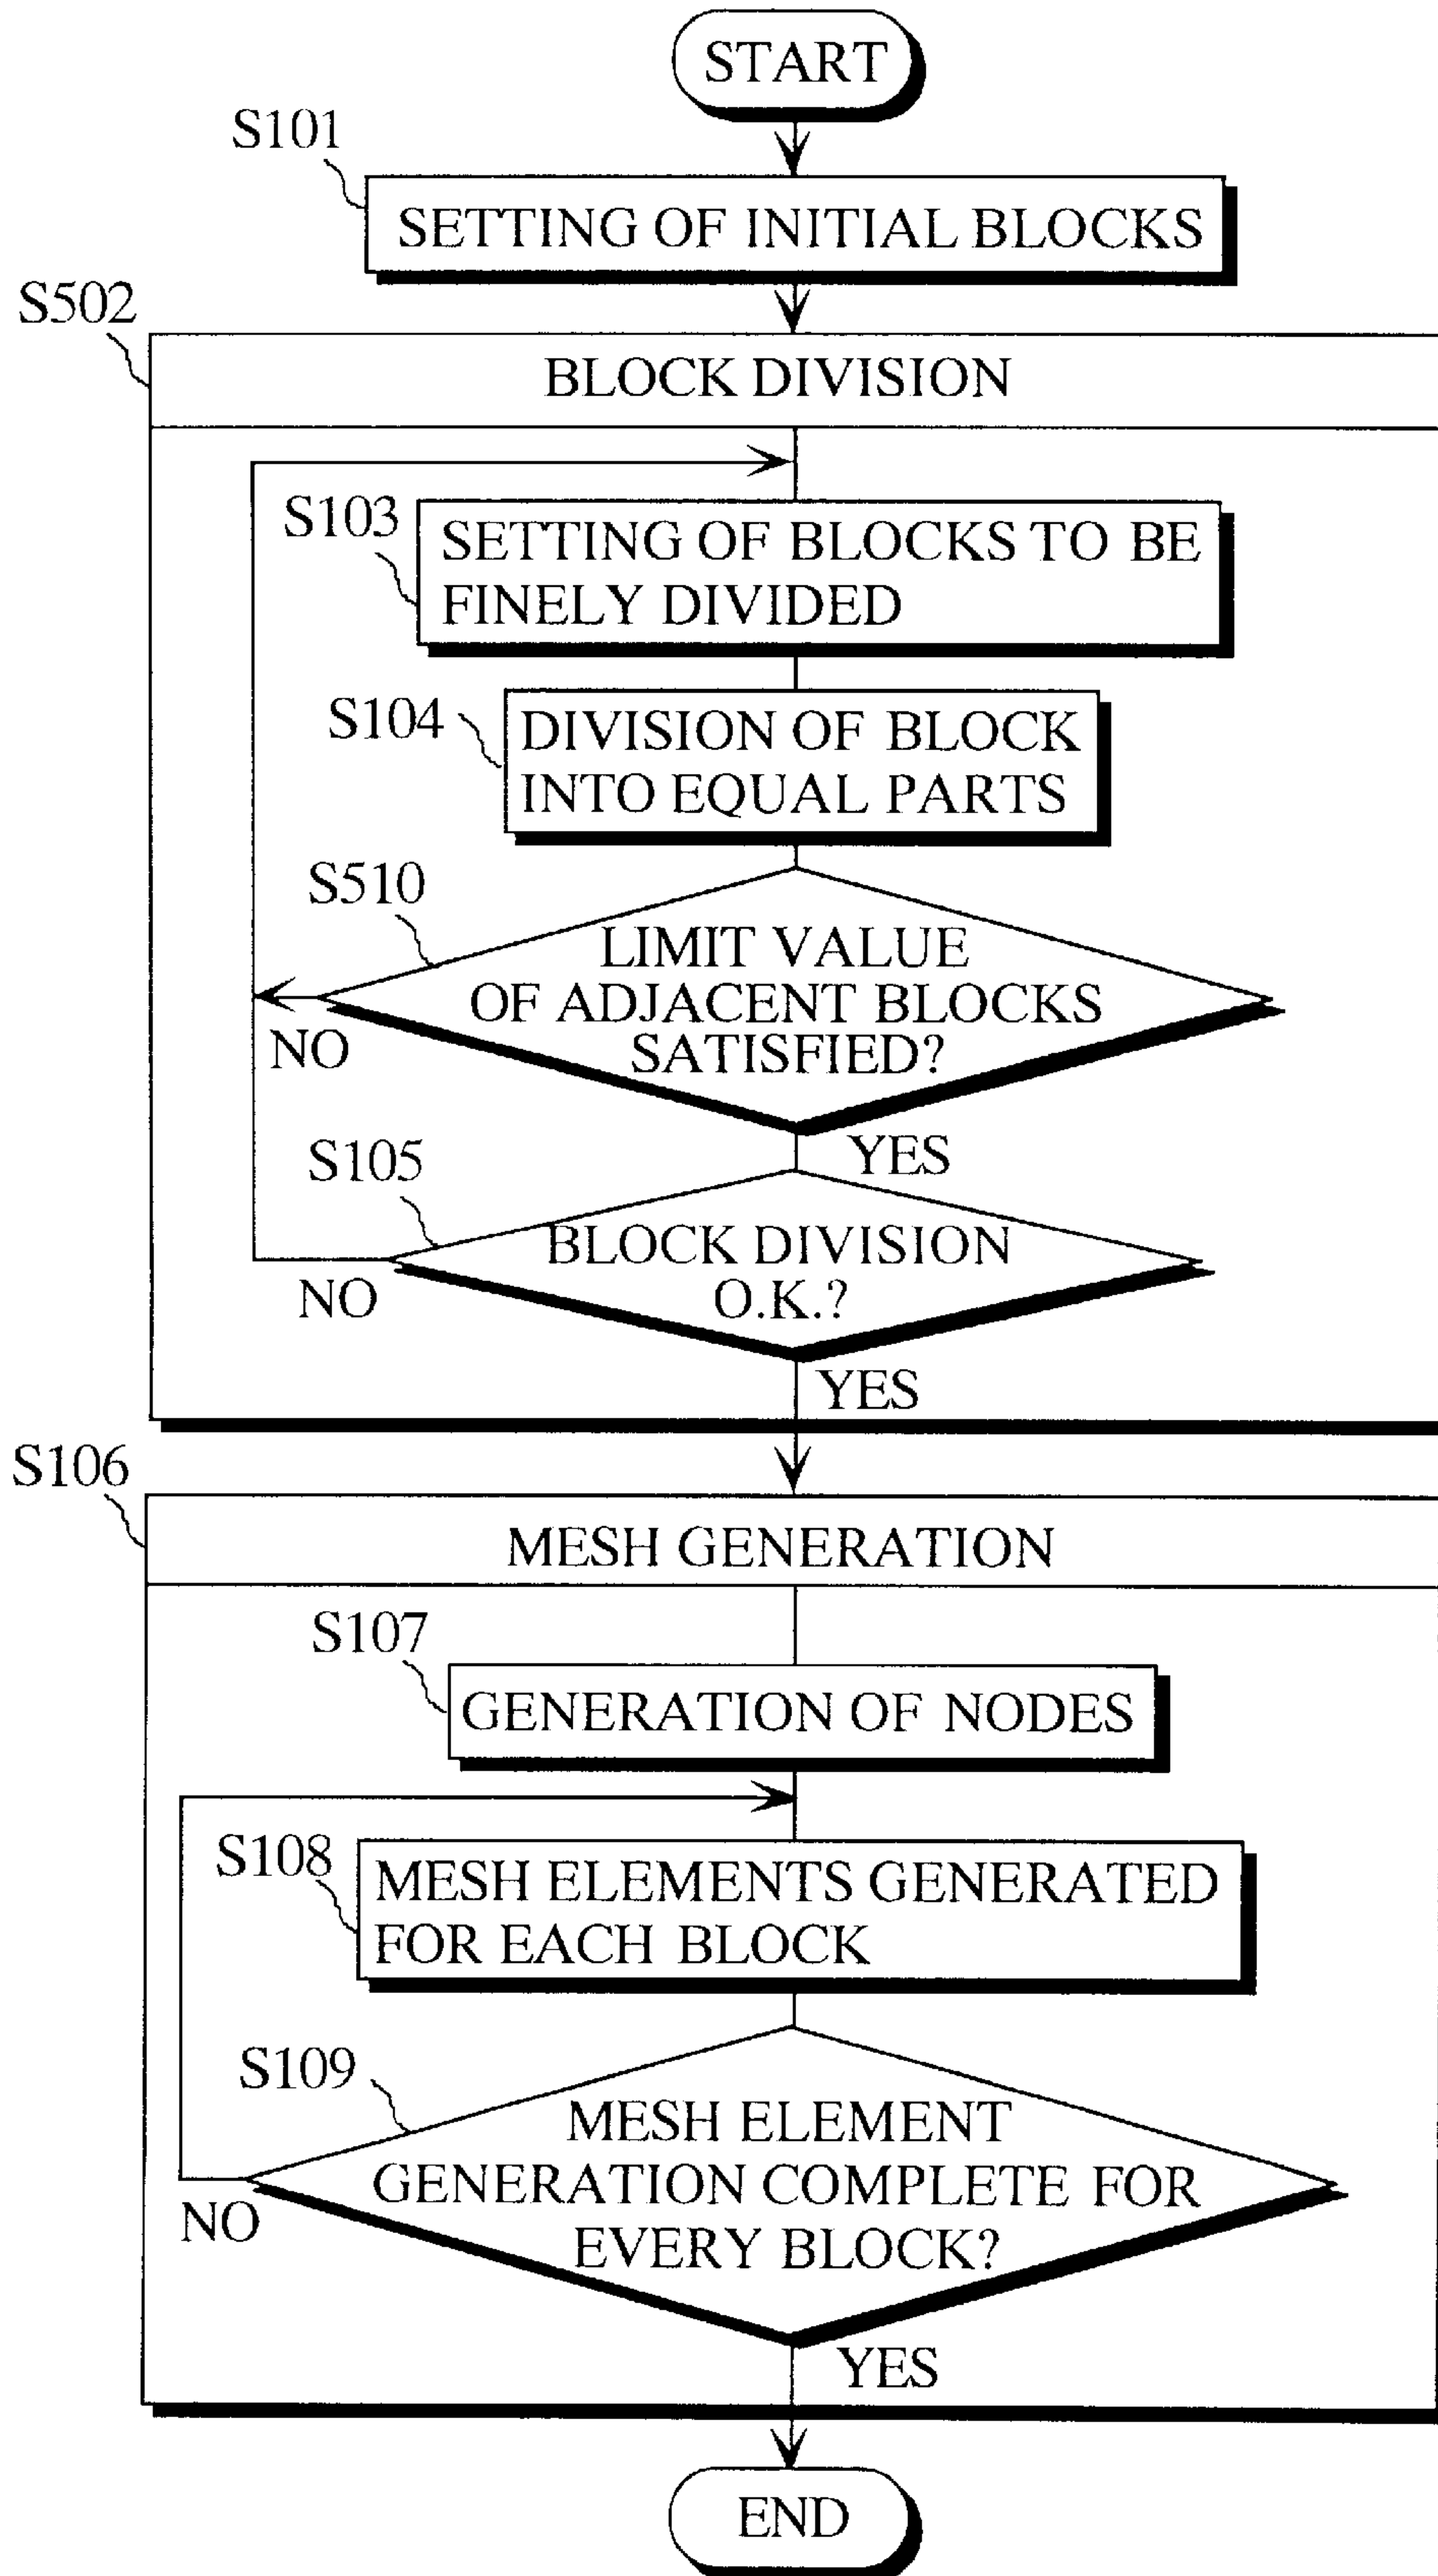 START
S101
SETTING OF INITIAL BLOCKS
S502
BLOCK DIVISION
S103
SETTING OF BLOCKS TO BE
FINELY DIVIDED
S104
DIVISION OF BLOCK
INTO EQUAL PARTS
S510
LIMIT VALUE
OF ADJACENT BLOCKS
SATISFIED?
NO
YES
S105
BLOCK DIVISION
O.K.?
NO
YES
S106
MESH GENERATION
S107
GENERATION OF NODES
S108
MESH ELEMENTS GENERATED
FOR EACH BLOCK
S109
MESH ELEMENT
GENERATION COMPLETE FOR
EVERY BLOCK?
NO
YES
END